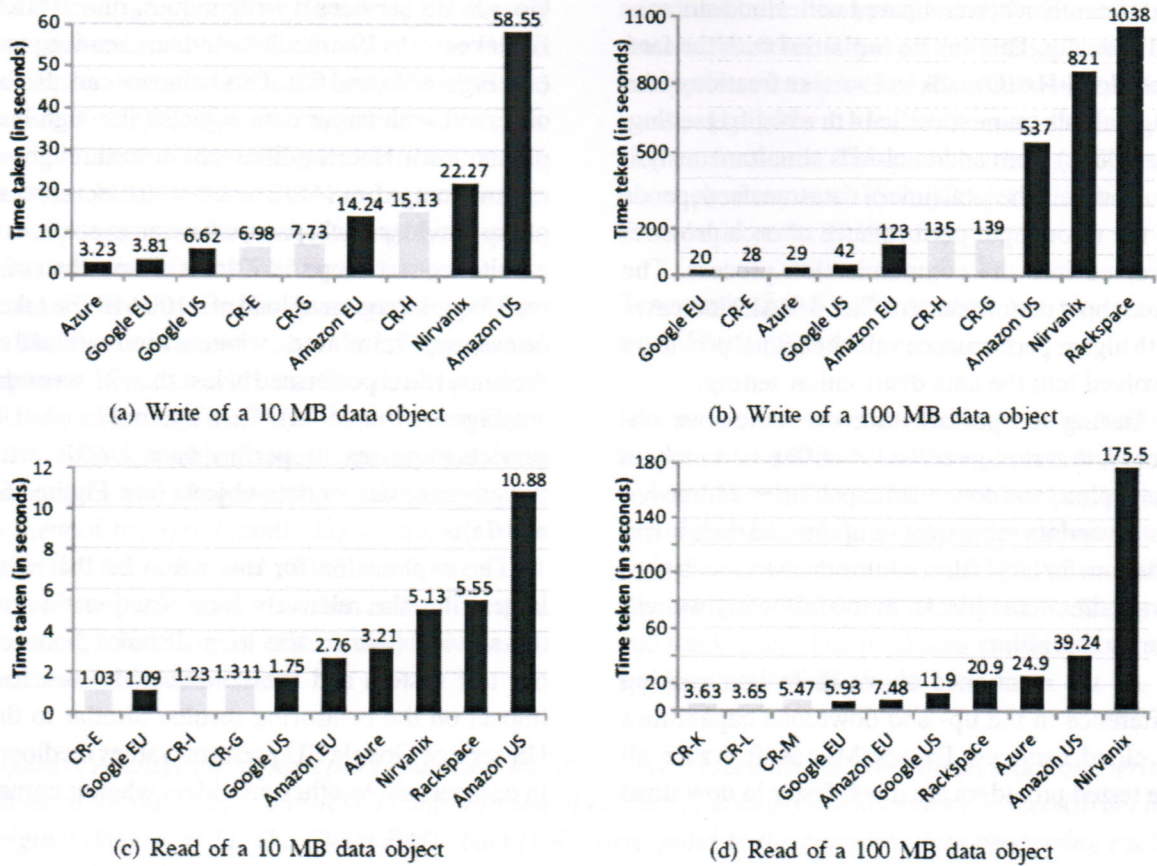 Time taken (in seconds)
60
50
40
30
20
10
0
3.23 3.81 6.62 6.98 7.73 14.24 15.13 22.27 58.55
Azure Google EU Google US Amazon EU CR-H Nirvanix Amazon US
(a) Write of a 10 MB data object
Time teken (in seconds)
1100
800
500
200
0
20 28 29 42 123 135 139 537 821 1038
Google EU Azure Google US Amazon EU CR-F CR-G Amazon US Nirvanix Rackspace
(b) Write of a 100 MB data object
Time taken (in seconds)
12
10
8
6
4
2
0
1.03 1.09 1.23 1.311 1.75 2.76 3.21 5.13 5.55 10.88
CR-E Google EU CR-I CR-G Google US Amazon EU Azure Nirvanix Rackspace Amazon US
(c) Read of a 10 MB data object
Time teken (in seconds)
180
140
100
60
20
0
3.63 3.65 5.47 5.93 7.48 11.9 20.9 24.9 39.24 175.5
CR-K CR-L CR-M Google EU Amazon EU Google US Rackspace Azure Amazon US Nirvanix
(d) Read of a 100 MB data object